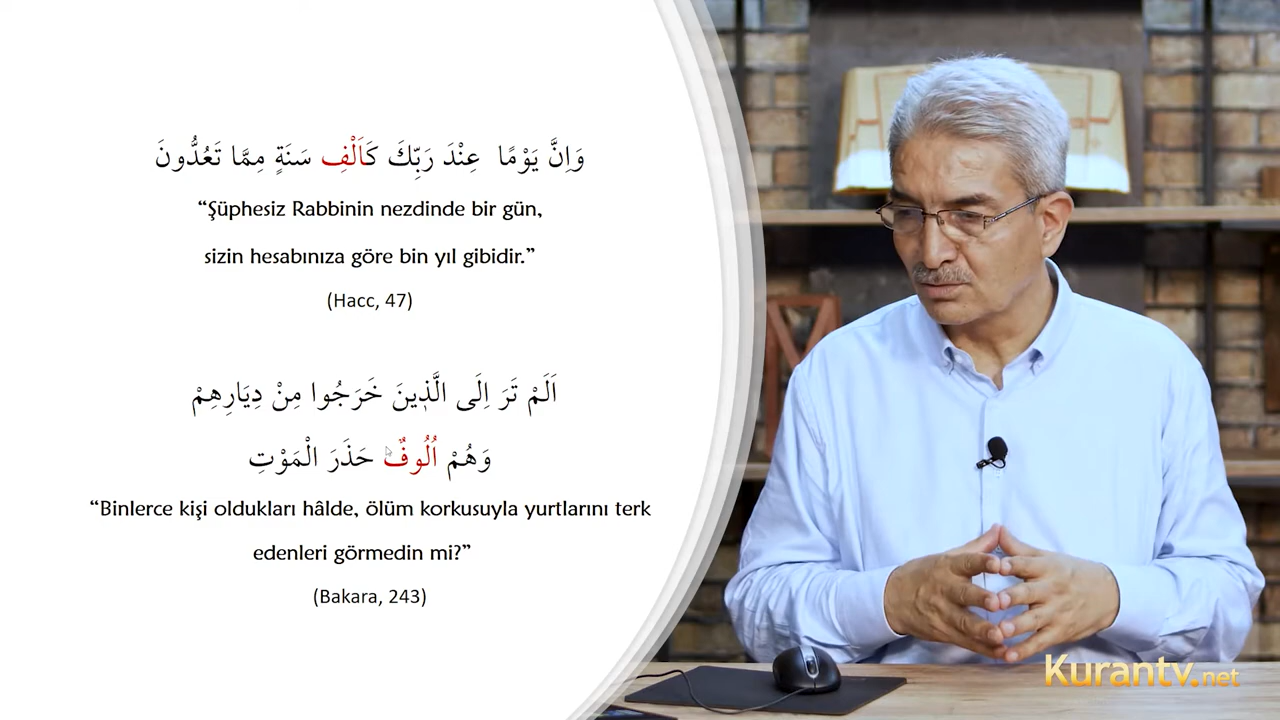 وَاِنَّ يَوْمًا عِنْدَ رَبِّكَ كَاَلْفِ سَنَةٍ مِمَّا تَعُدُّونَ
“Şüphesiz Rabbinin nezdinde bir gün,
sizin hesabınıza göre bin yıl gibidir.”
(Hacc, 47)
اَلَمْ تَرَ اِلَى الَّذ۪ينَ خَرَجُوا مِنْ دِيَارِهِمْ
وَهُمْ اُلُوفٌ حَذَرَ الْمَوْتِ
“Binlerce kişi oldukları hâlde, ölüm korkusuyla yurtlarını terk
edenleri görmedin mi?”
(Bakara, 243)
Kurantv.net